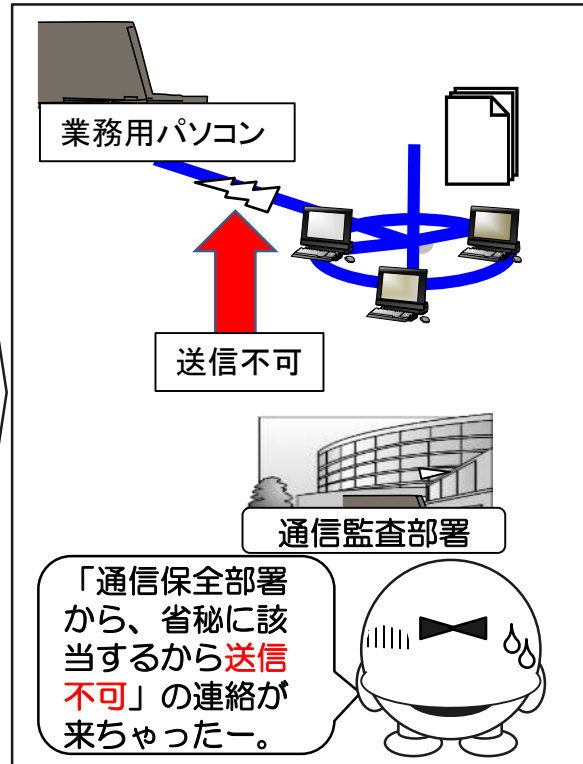 業務用パソコン
送信不可
通信監査部署
「通信保全部署
から、省秘に該
当するから送信
不可」の連絡が
来ちゃったー。